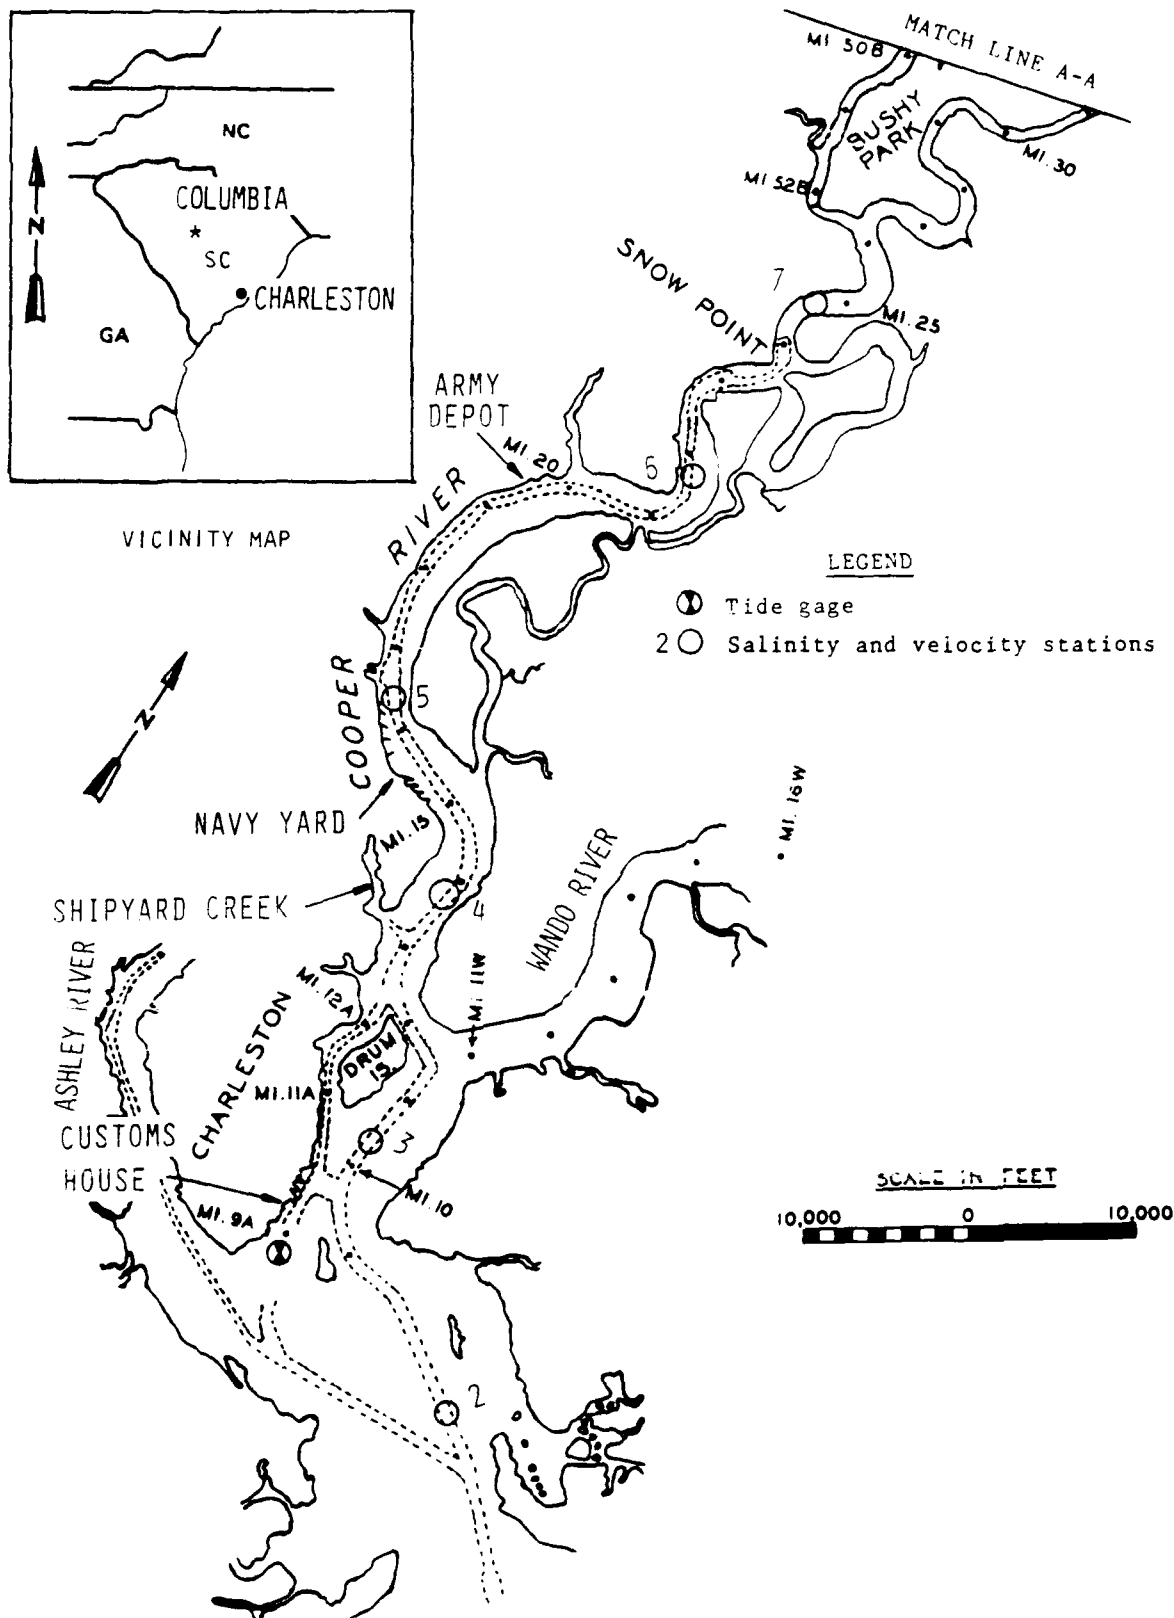 NC
COLUMBIA
SC
CHARLESTON
GA
N
VICINITY MAP
MATCH LINE A-A
MI 50B
BUSHY
PARK
MI.30
MI 52B
SNOW POINT
7
MI.25
ARMY
DEPOT
MI.20
6
COOPER RIVER
LEGEND
Tide gage
2 Salinity and velocity stations
5
N
NAVY YARD
MI.15
MI.16W
SHIPYARD CREEK
4
WANDO RIVER
ASHLEY RIVER
MI.12A
MI 11W
CHARLESTON
DRUM
IS.
MI.11A
CUSTOMS
HOUSE
3
MI.10
MI.9A
SCALE IN FEET
10,000 0 10,000
2